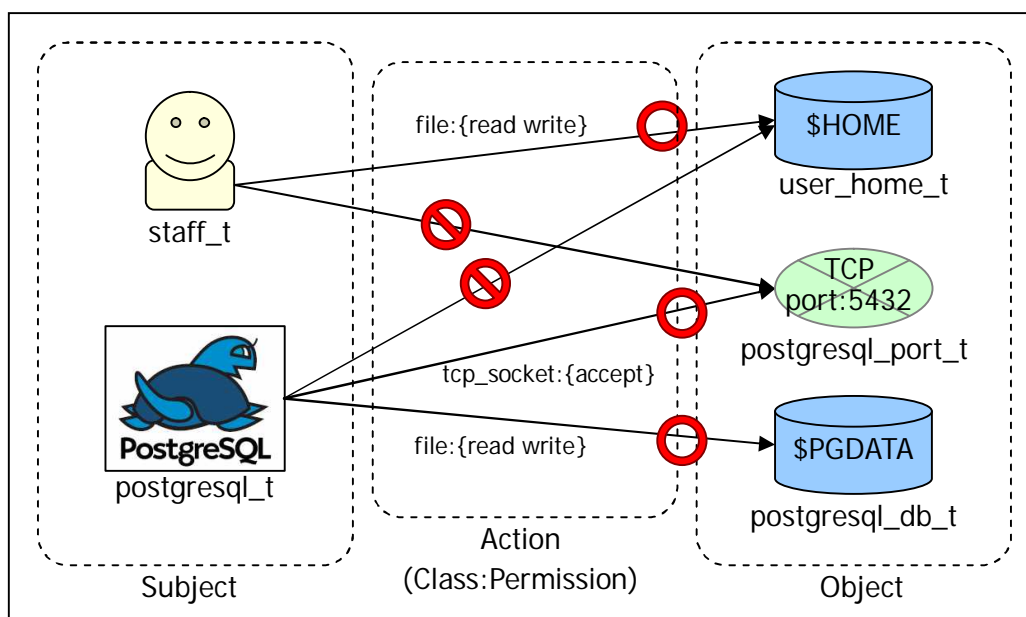 file:{read write}
$HOME
user_home_t
staff_t
TCP
port:5432
postgresql_port_t
tcp_socket:{accept}
PostgreSQL
file:{read write}
$PGDATA
postgresql_t
postgresql_db_t
Subject
Action
(Class:Permission)
Object